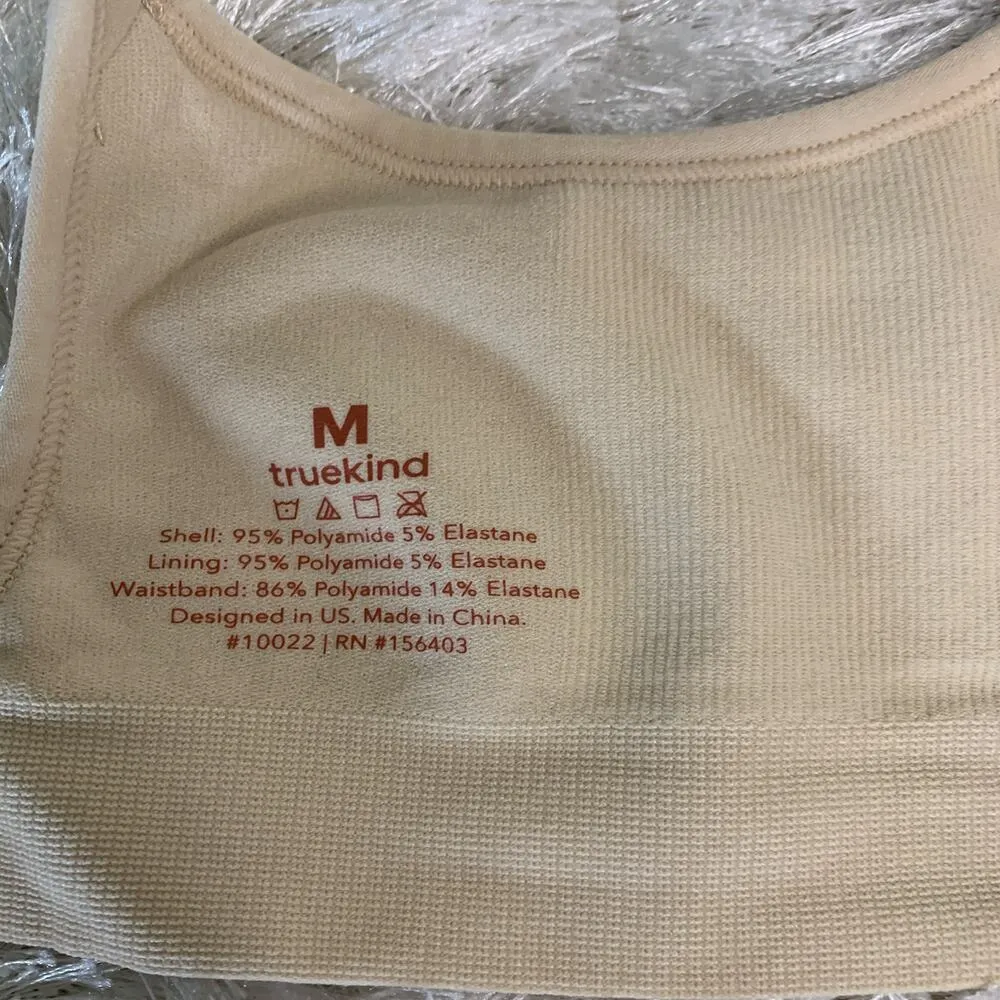 M
truekind
Shell: 95% Polyamide 5% Elastane
Lining: 95% Polyamide 5% Elastane
Waistband: 86% Polyamide 14% Elastane
Designed in US. Made in China.
#10022 | RN #156403